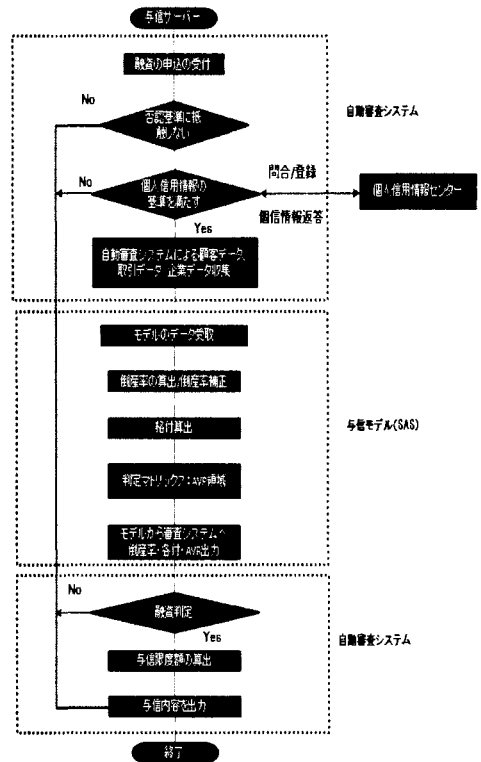 与信サーバー
融資の申込の受付
No
否認基準に抵
触しない
自動審査システム
No
個人信用情報の
基準を満たす
問合/登録
個人信用情報センター
個信情報返答
Yes
自動審査システムによる顧客データ、
取引データ・企業データ収集
モデルのデータ受取
倒産率の算出/倒産率補正
格付算出
与信モデル(SAS)
判定マトリックス:AVR領域
モデルから審査システムへ
倒産率・各付・AVR出力
No
融資判定
Yes
自動審査システム
与信限度額の算出
与信内容を出力
終了